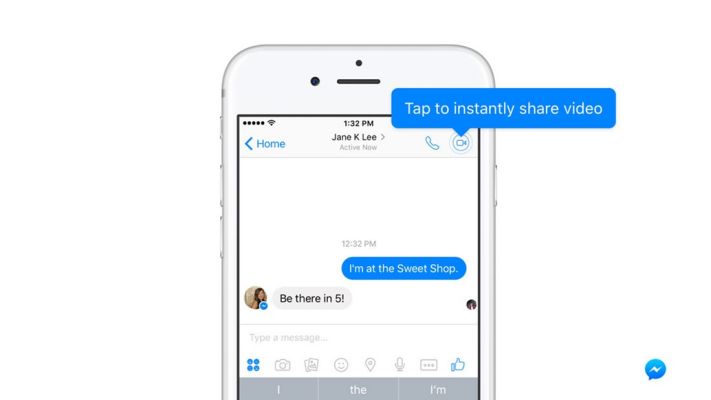 Tap to instantly share video
1:32 PM
Home
Jane K Lee
Active Now
12:32 PM
I'm at the Sweet Shop.
Be there in 5!
Type a message...
I the I'm